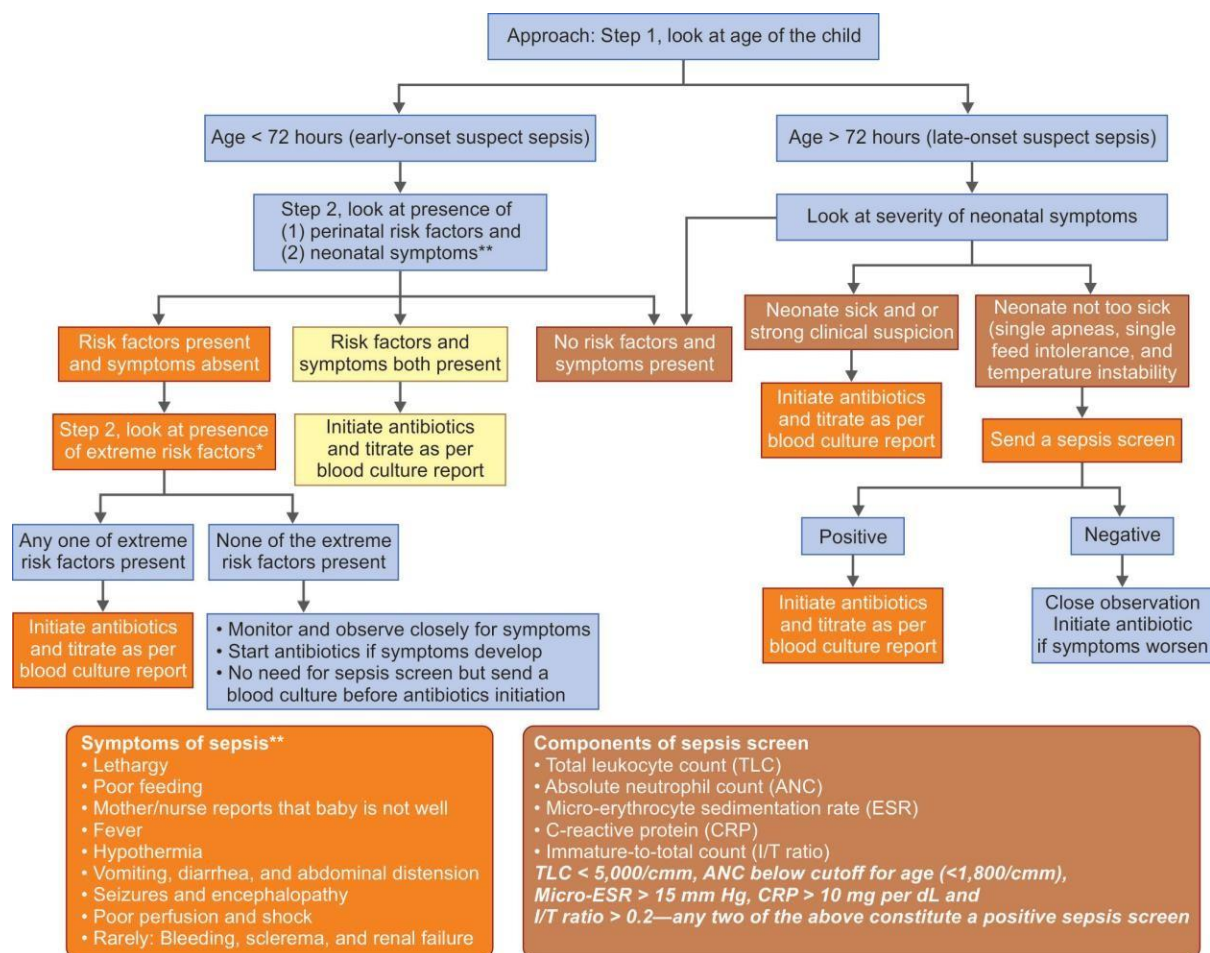 Approach: Step 1, look at age of the child
Age < 72 hours (early-onset suspect sepsis)
Age > 72 hours (late-onset suspect sepsis)
Step 2, look at presence of
(1) perinatal risk factors and
(2) neonatal symptoms**
Look at severity of neonatal symptoms
Risk factors present
and symptoms absent
Risk factors and
symptoms both present
No risk factors and
symptoms present
Neonate sick and or
strong clinical suspicion
Neonate not too sick
(single apneas, single
feed intolerance, and
temperature instability
Step 2, look at presence
of extreme risk factors*
Initiate antibiotics
and titrate as per
blood culture report
Initiate antibiotics
and titrate as per
blood culture report
Send a sepsis screen
Any one of extreme
risk factors present
None of the extreme
risk factors present
Positive
Negative
Initiate antibiotics
and titrate as per
blood culture report
• Monitor and observe closely for symptoms
• Start antibiotics if symptoms develop
• No need for sepsis screen but send a
blood culture before antibiotics initiation
Initiate antibiotics
and titrate as per
blood culture report
Close observation
Initiate antibiotic
if symptoms worsen
Symptoms of sepsis**
• Lethargy
• Poor feeding
• Mother/nurse reports that baby is not well
• Fever
• Hypothermia
• Vomiting, diarrhea, and abdominal distension
• Seizures and encephalopathy
• Poor perfusion and shock
• Rarely: Bleeding, sclerema, and renal failure
Components of sepsis screen
• Total leukocyte count (TLC)
• Absolute neutrophil count (ANC)
• Micro-erythrocyte sedimentation rate (ESR)
• C-reactive protein (CRP)
• Immature-to-total count (I/T ratio)
TLC < 5,000/cmm, ANC below cutoff for age (<1,800/cmm),
Micro-ESR > 15 mm Hg, CRP > 10 mg per dL and
I/T ratio > 0.2—any two of the above constitute a positive sepsis screen